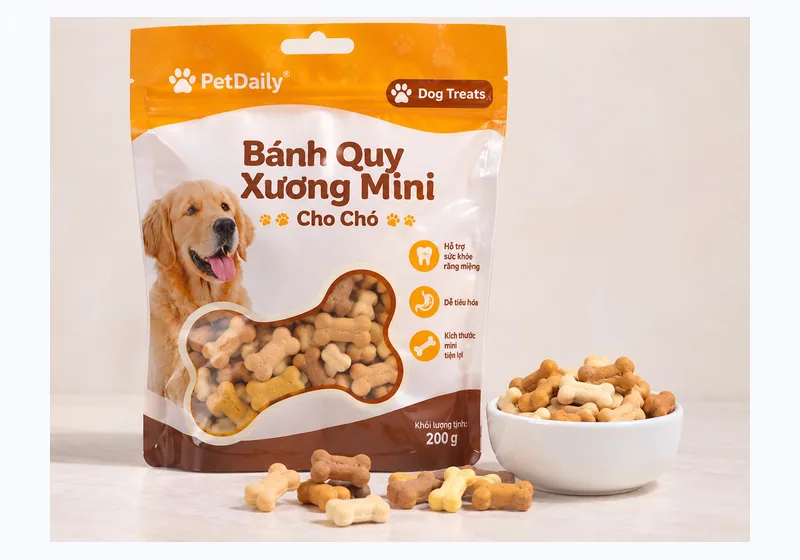 PetDaily®
Dog Treats
Bánh Quy
Xương Mini
Cho Chó
Hỗ trợ
sức khỏe
răng miệng
Dễ tiêu hóa
Kích thước
mini
tiện lợi
Khối lượng tịnh:
200 g